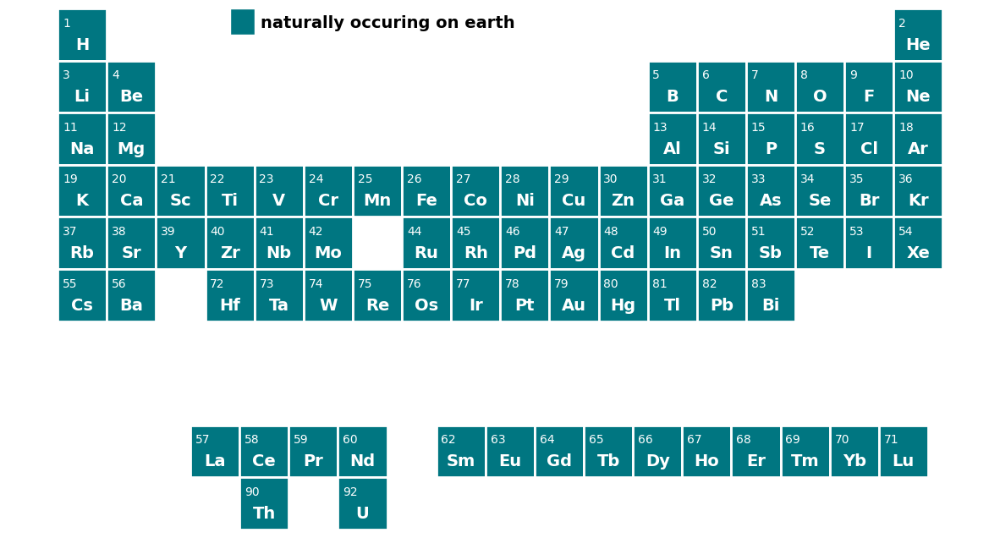 naturally occuring on earth
1 2
H He
3 4 5 6 7 8 9 10
Li Be B C N O F Ne
11 12 13 14 15 16 17 18
Na Mg Al Si P S Cl Ar
19 20 21 22 23 24 25 26 27 28 29 30 31 32 33 34 35 36
K Ca Sc Ti V Cr Mn Fe Co Ni Cu Zn Ga Ge As Se Br Kr
37 38 39 40 41 42 44 45 46 47 48 49 50 51 52 53 54
Rb Sr Y Zr Nb Mo Ru Rh Pd Ag Cd In Sn Sb Te I Xe
55 56 72 73 74 75 76 77 78 79 80 81 82 83
Cs Ba Hf Ta W Re Os Ir Pt Au Hg Tl Pb Bi
57 58 59 60 62 63 64 65 66 67 68 69 70 71
La Ce Pr Nd Sm Eu Gd Tb Dy Ho Er Tm Yb Lu
90 92
Th U